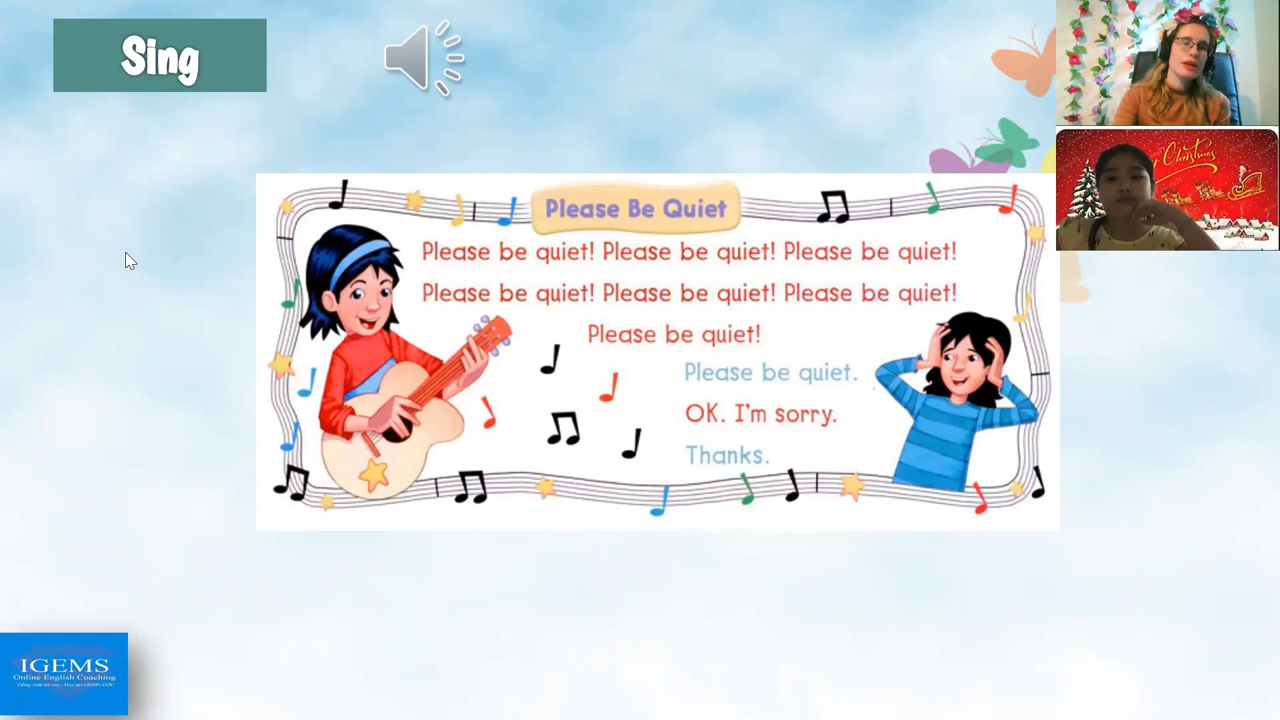 Sing
Christmas
Please Be Quiet
Please be quiet! Please be quiet! Please be quiet!
Please be quiet! Please be quiet! Please be quiet!
Please be quiet!
Please be quiet.
OK. I'm sorry.
Thanks.
IGEMS
Online English Coaching